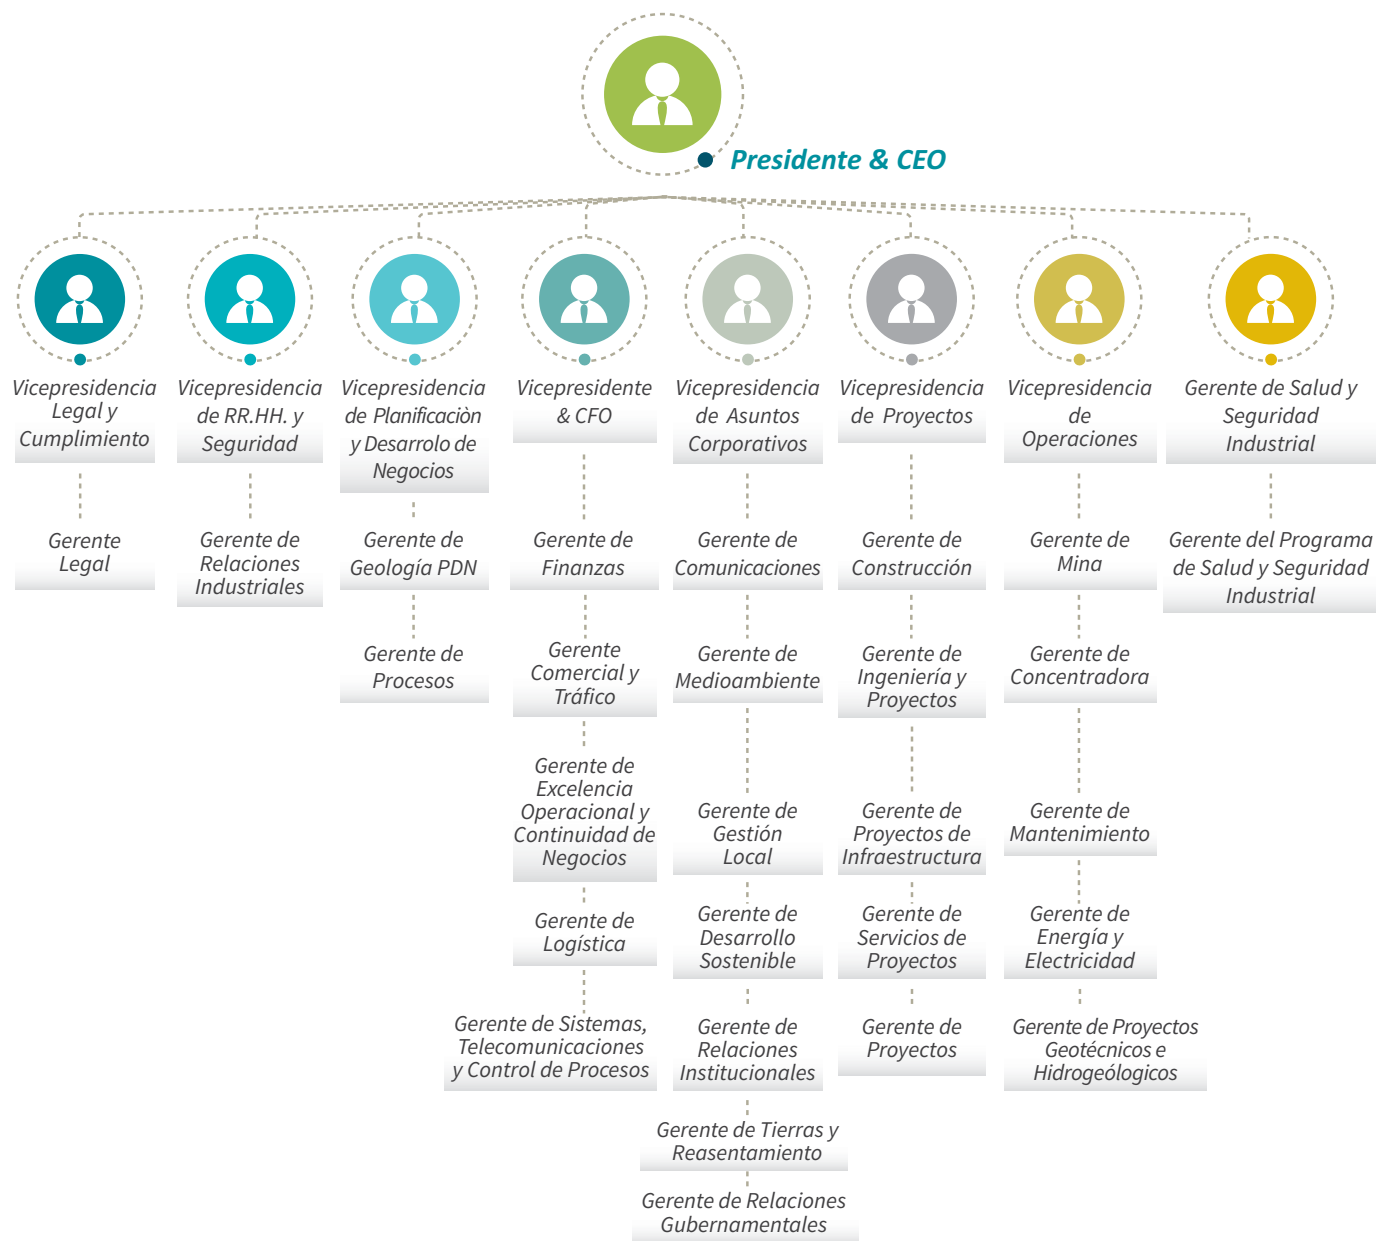 Presidente & CEO
Vicepresidencia
Legal y
Cumplimiento
Gerente
Legal
Vicepresidencia
de RR.HH. y
Seguridad
Gerente de
Relaciones
Industriales
Vicepresidencia
de Planificaciòn
y Desarrolo de
Negocios
Gerente de
Geología PDN
Gerente de
Procesos
Vicepresidente
& CFO
Gerente de
Finanzas
Gerente
Comercial y
Tráfico
Gerente de
Excelencia
Operacional y
Continuidad de
Negocios
Gerente de
Logística
Gerente de Sistemas,
Telecomunicaciones
y Control de Procesos
Vicepresidencia
de Asuntos
Corporativos
Gerente de
Comunicaciones
Gerente de
Medioambiente
Gerente de
Gestión
Local
Gerente de
Desarrollo
Sostenible
Gerente de
Relaciones
Institucionales
Gerente de Tierras y
Reasentamiento
Gerente de Relaciones
Gubernamentales
Vicepresidencia
de Proyectos
Gerente de
Construcción
Gerente de
Ingeniería y
Proyectos
Gerente de
Proyectos de
Infraestructura
Gerente de
Servicios de
Proyectos
Gerente de
Proyectos
Vicepresidencia
de
Operaciones
Gerente de
Mina
Gerente de
Concentradora
Gerente de
Mantenimiento
Gerente de
Energía y
Electricidad
Gerente de Proyectos
Geotécnicos e
Hidrogeólogicos
Gerente de Salud y
Seguridad
Industrial
Gerente del Programa
de Salud y Seguridad
Industrial